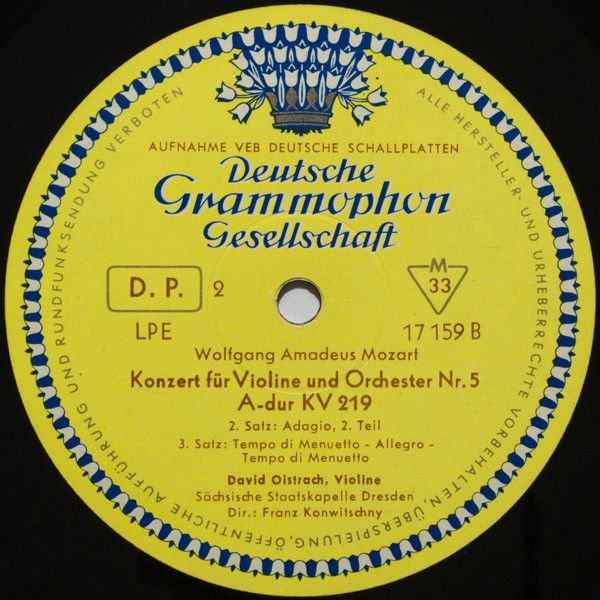 AUFNAHME VEB DEUTSCHE SCHALLPLATTEN
Deutsche
Grammophon
Gesellschaft
D. P. 2
M
33
LPE 17 159 B
Wolfgang Amadeus Mozart
Konzert für Violine und Orchester Nr. 5
A-dur KV 219
2. Satz: Adagio, 2. Teil
3. Satz: Tempo di Menuetto - Allegro -
Tempo di Menuetto
David Oistrach, Violine
Sächsische Staatskapelle Dresden
Dir.: Franz Konwitschny
ALLE HERSTELLER- UND URHEBERRECHTE VORBEHALTEN, ÜBERSPIELUNG, ÖFFENTLICHE AUFFÜHRUNG UND RUNDFUNKSENDUNG VERBOTEN